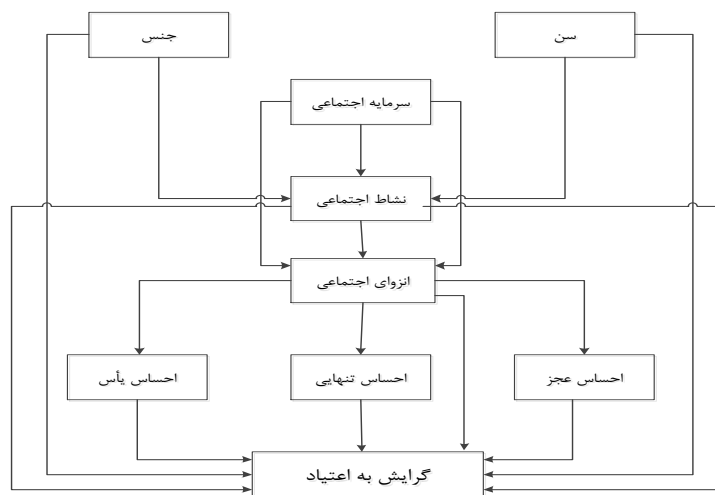 سن
جنس
سرمایه اجتماعی
نشاط اجتماعی
انزوای اجتماعی
احساس عجز
احساس تنهایی
احساس یأس
گرایش به اعتیاد